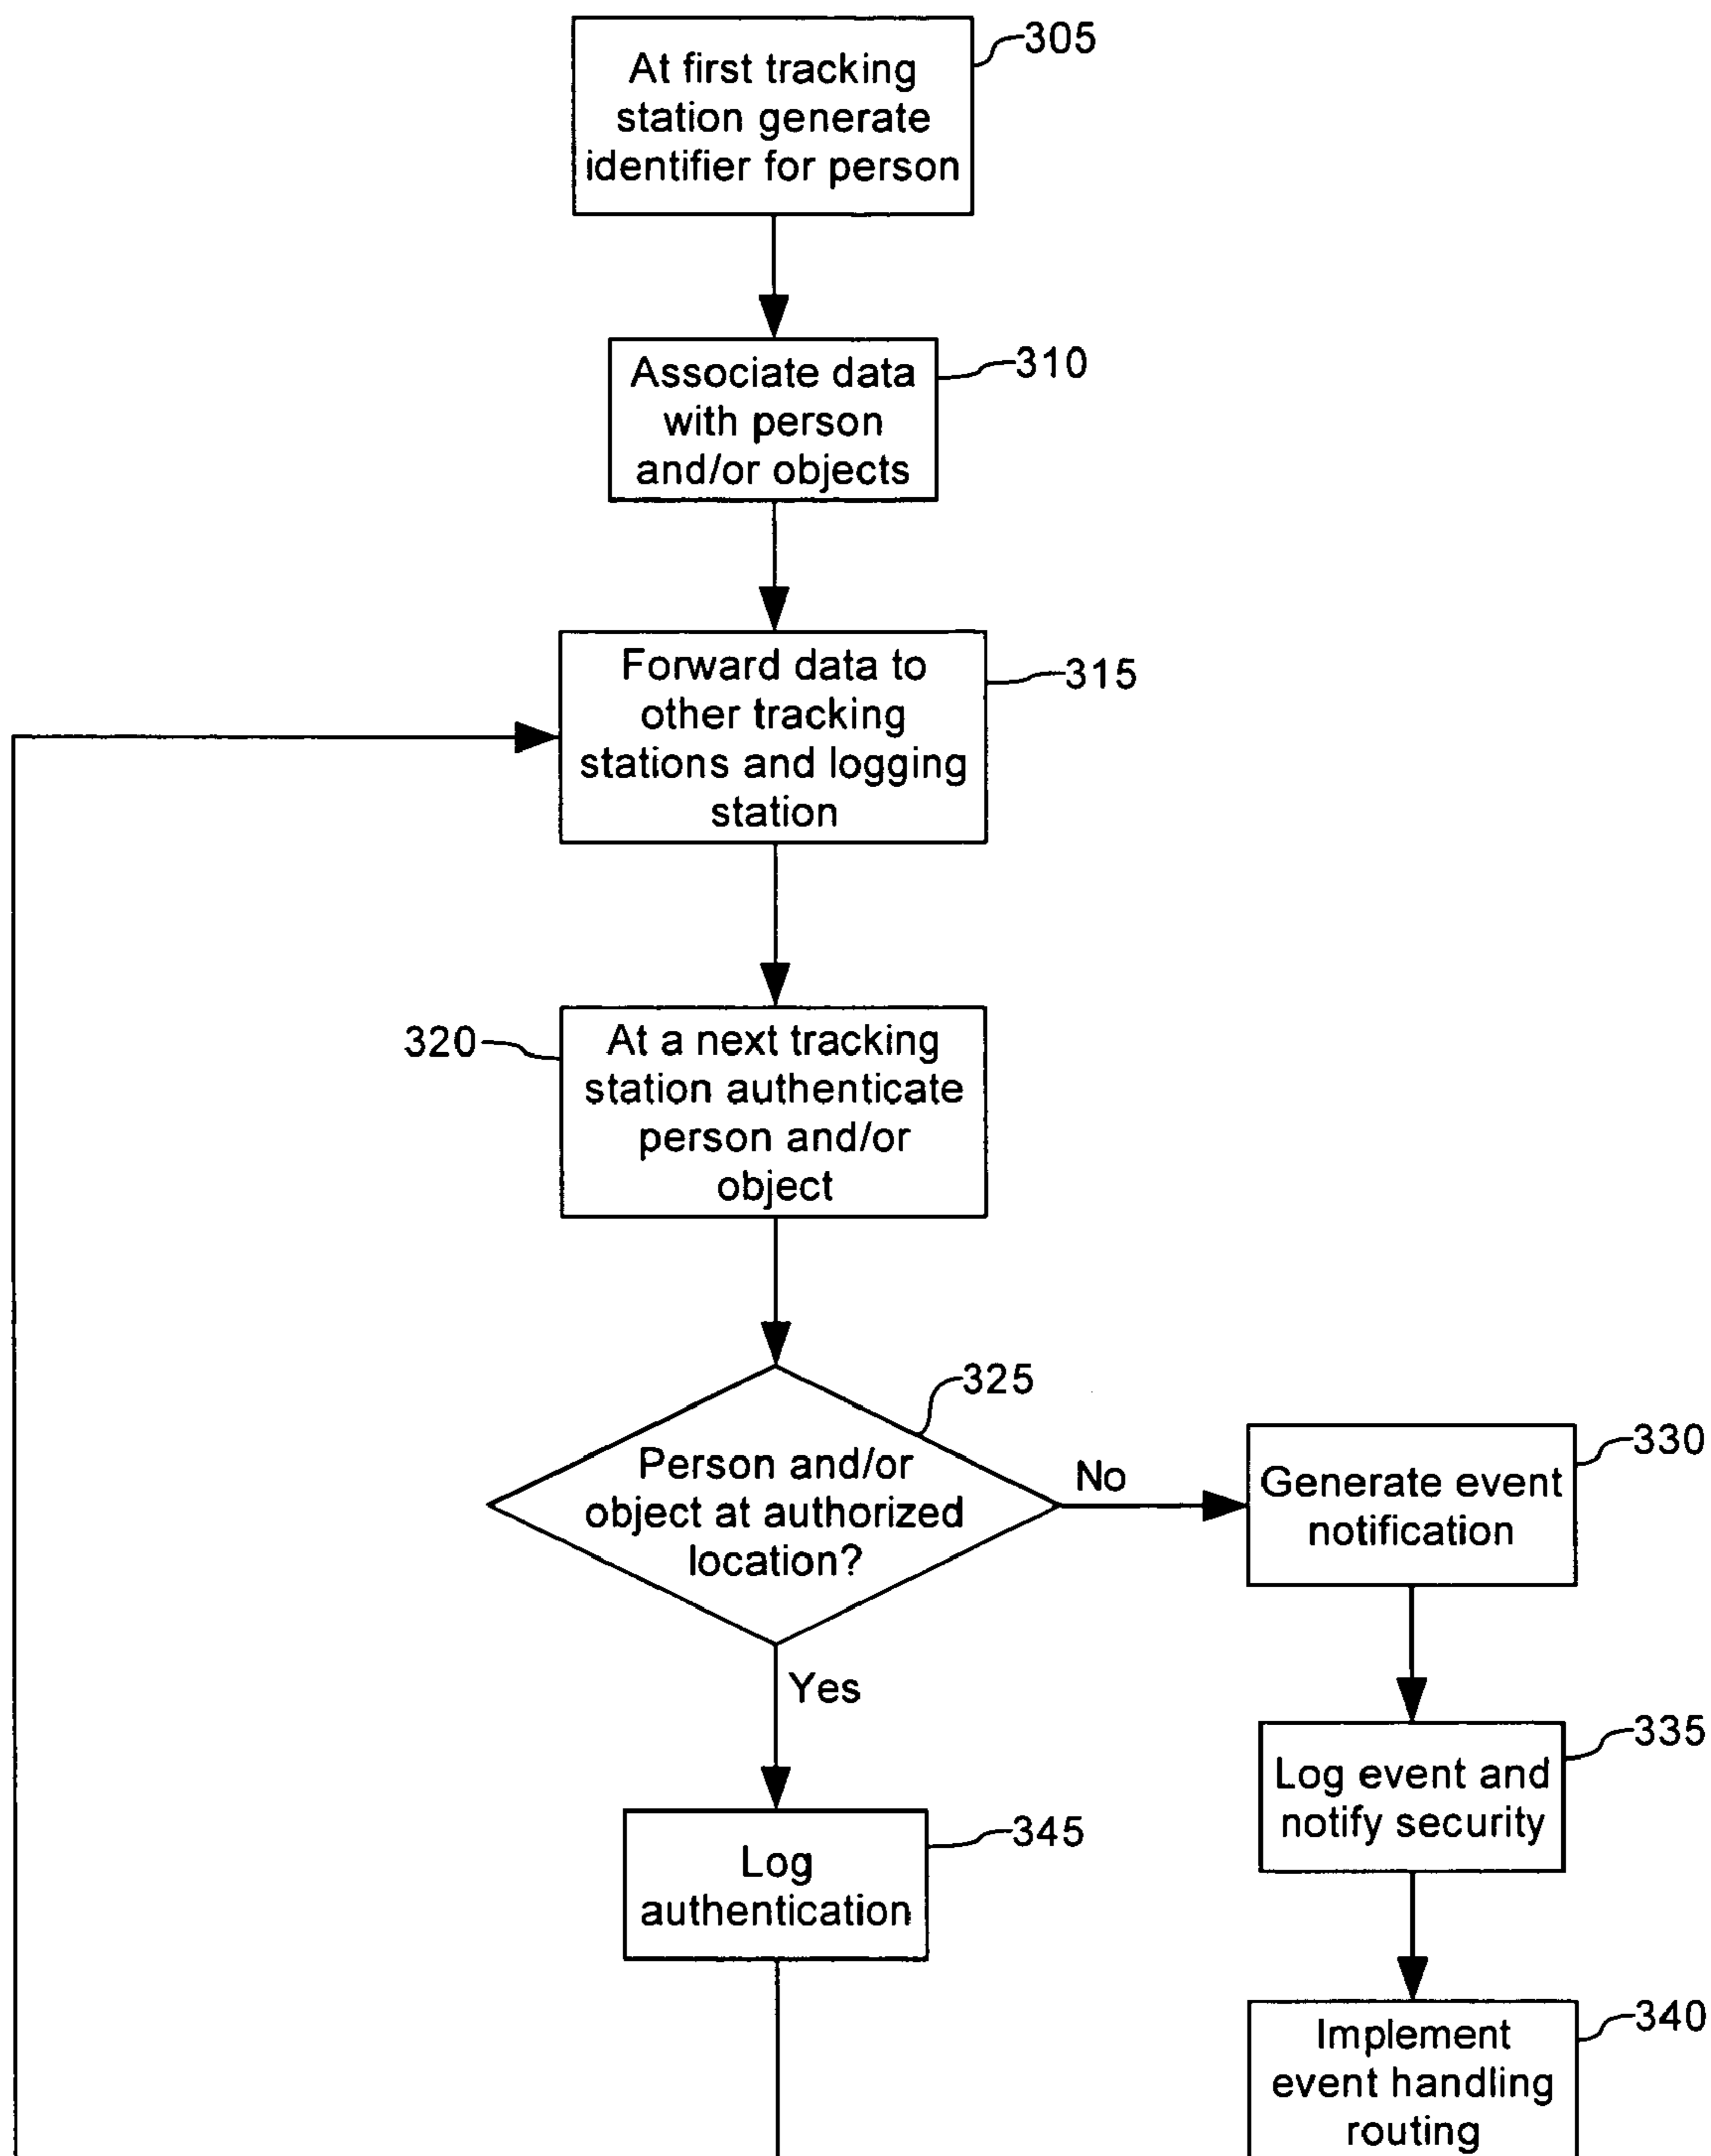 305
At first tracking
station generate
identifier for person
310
Associate data
with person
and/or objects
315
Forward data to
other tracking
stations and logging
station
320
At a next tracking
station authenticate
person and/or
object
325
Person and/or
object at authorized
location?
No
330
Generate event
notification
Yes
335
Log event and
notify security
345
Log
authentication
340
Implement
event handling
routing